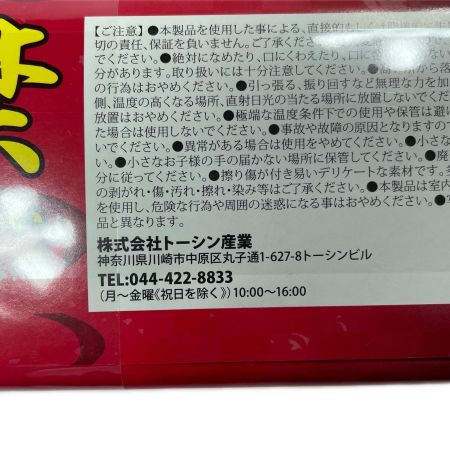 【ご注意】●本製品を使用した事による、直接的も
切の責任、保証を負いません。ご了承くださ
でください。●絶対になめたり、口にくわえたり、口に
分があります。取り扱いには十分注意してください。●高
の行為はおやめください。●引っ張る、振り回すなど無理な力を加
側、温度の高くなる場所、直射日光の当たる場所に放置しないでくだ
放置はおやめください。●極端な温度条件下での使用や保管は避け
た場合は使用しないでください。●事故や故障の原因となりますので
いでください。●異常がある場合は使用をやめてください。●小さな
い。●小さなお子様の手の届かない場所に保管してください。●廃
分に従ってください。●擦り傷が付き易いデリケートな素材です。
の剥がれ・傷・汚れ・擦れ・染み等はご了承ください。●本製品は室内
を使用し、危険な行為や周囲の迷惑になる事はおやめください。
品と異なります。
株式会社トーシン産業
神奈川県川崎市中原区丸子通1-627-8トーシンビル
TEL:044-422-8833
（月～金曜《祝日を除く》）10:00～16:00